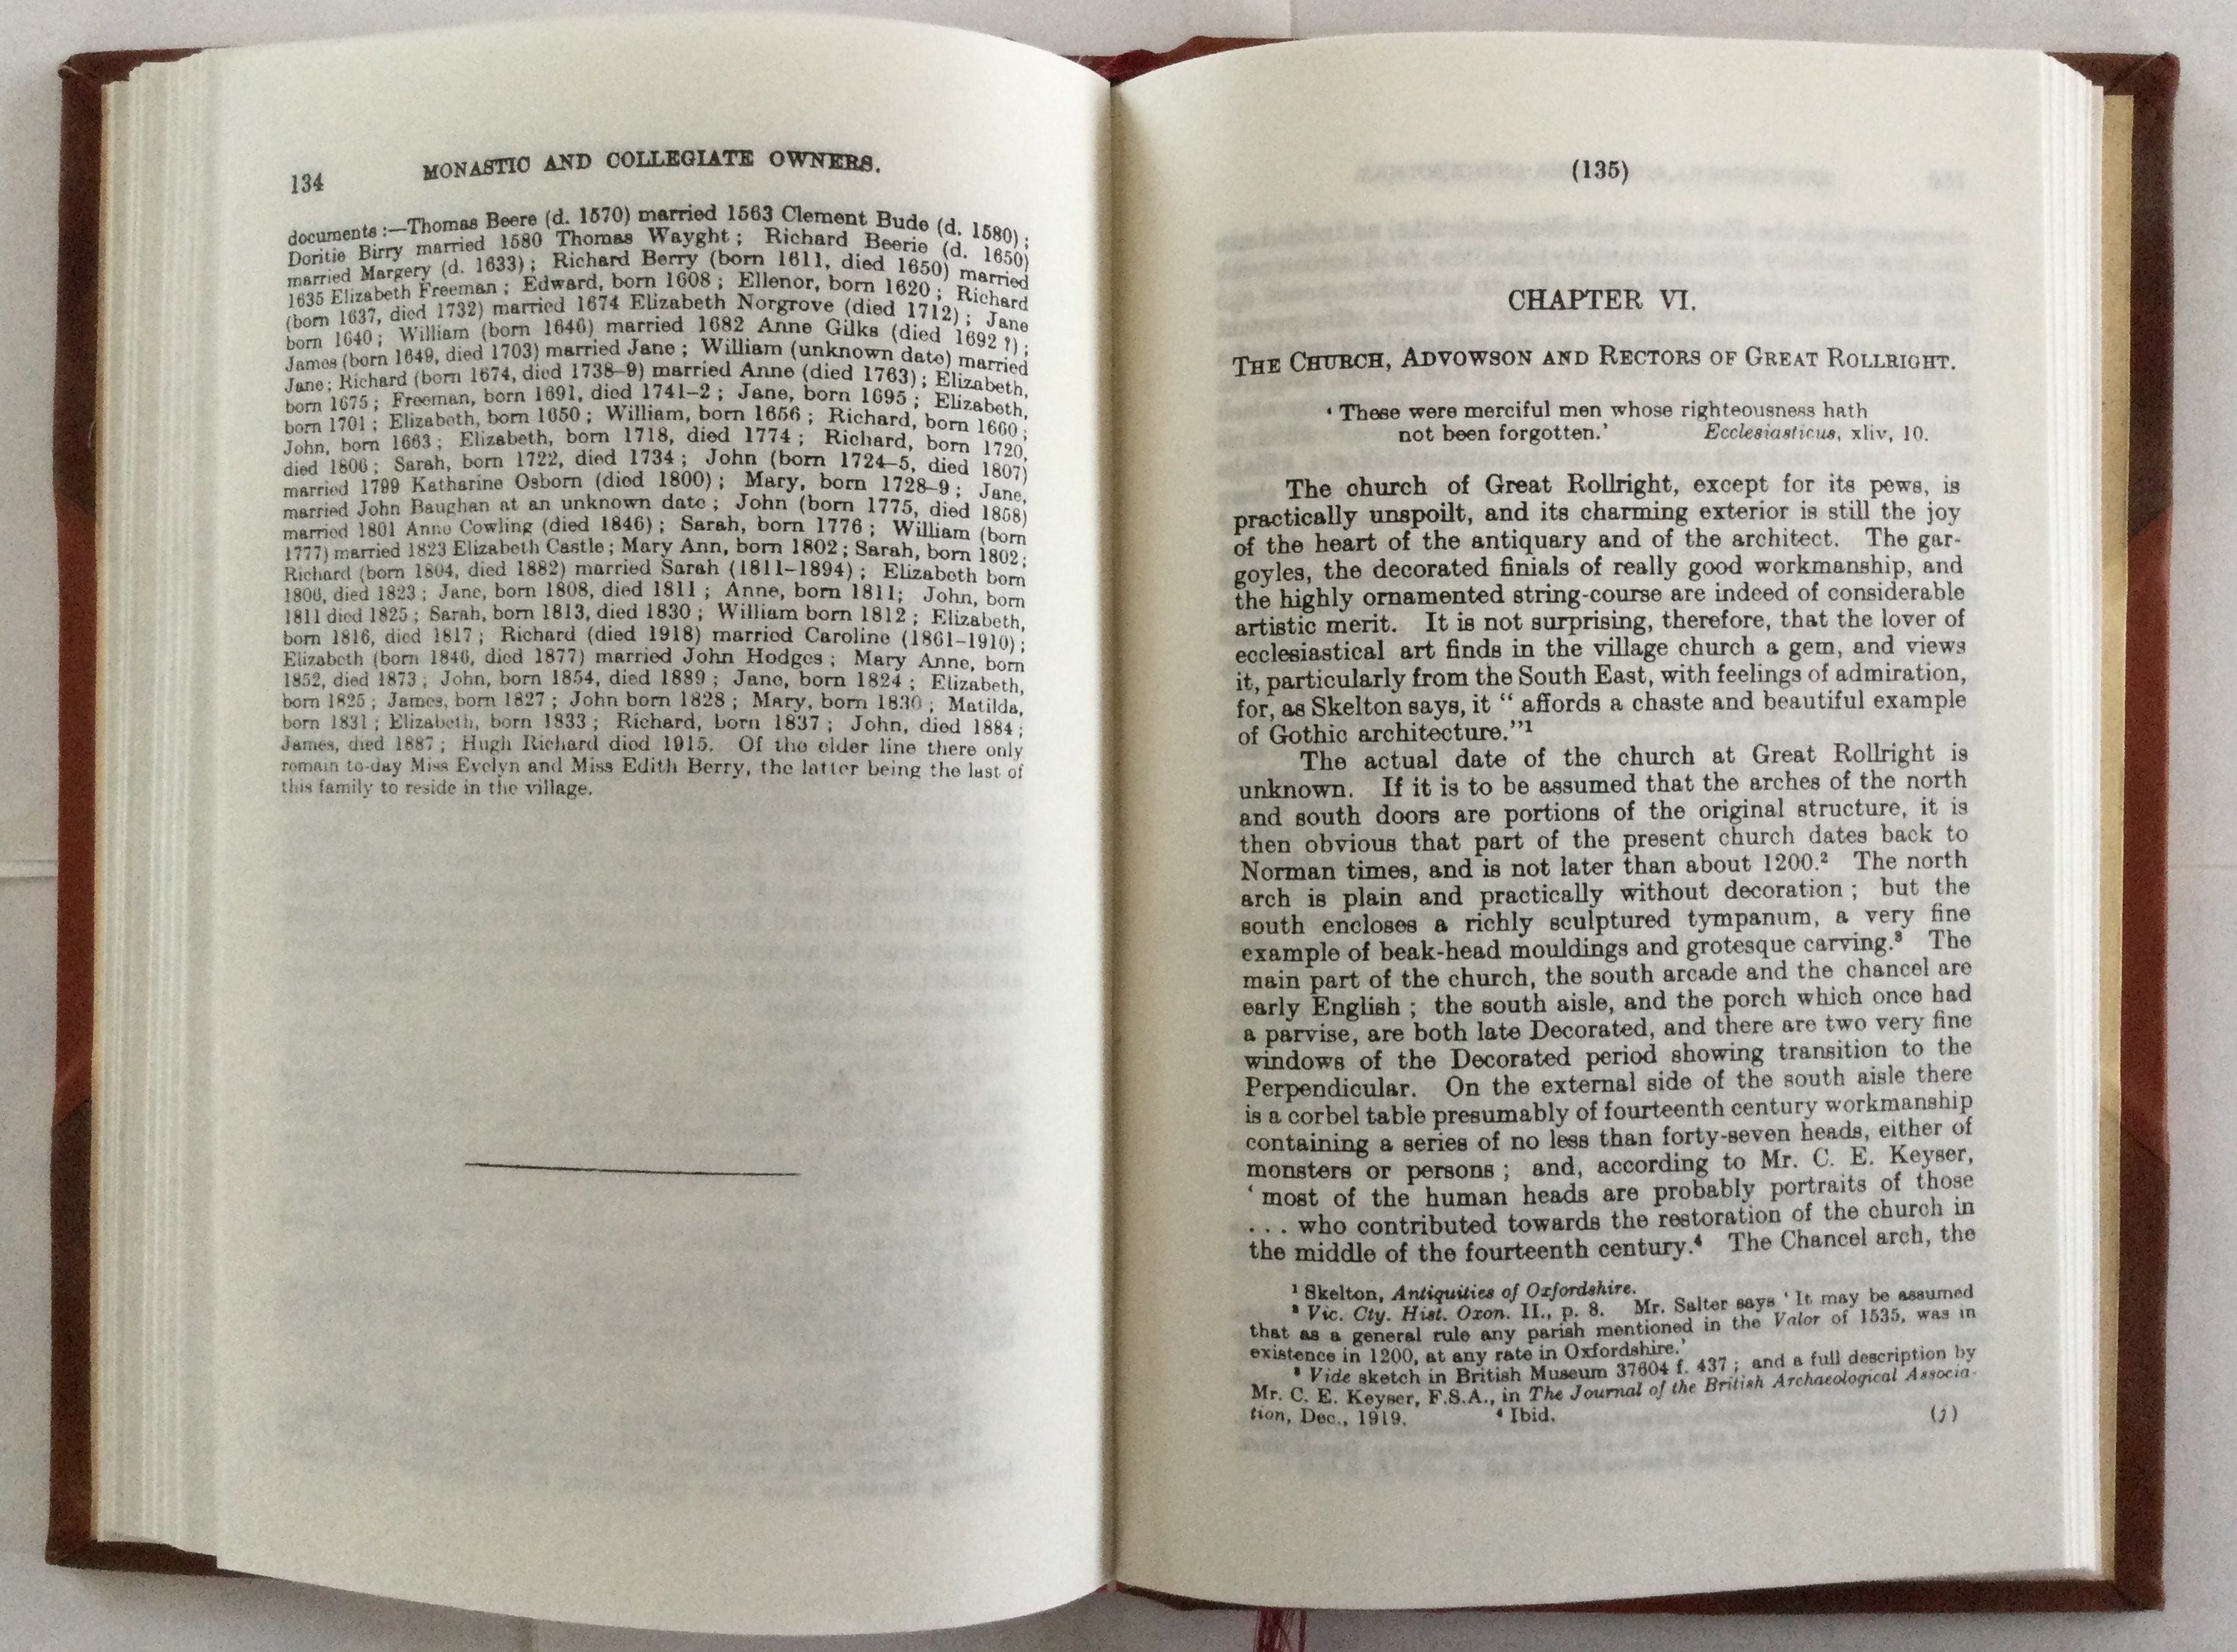 134 MONASTIC AND COLLEGIATE OWNERS.
documents :—Thomas Beere (d. 1570) married 1563 Clement Bude (d. 1580) ;
Doritie Birry married 1580 Thomas Wayght ; Richard Beerie (d. 1650)
married Margery (d. 1633) ; Richard Berry (born 1611, died 1650) married
1635 Elizabeth Freeman ; Edward, born 1608 ; Ellenor, born 1620 ; Richard
(born 1637, died 1732) married 1674 Elizabeth Norgrove (died 1712) ; Jane
born 1640 ; William (born 1646) married 1682 Anne Gilks (died 1692 ?) ;
James (born 1649, died 1703) married Jane ; William (unknown date) married
Jane ; Richard (born 1674, died 1738–9) married Anne (died 1763) ; Elizabeth,
born 1675 ; Freeman, born 1691, died 1741–2 ; Jane, born 1695 ; Elizabeth,
born 1701 ; Elizabeth, born 1650 ; William, born 1656 ; Richard, born 1660 ;
John, born 1663 ; Elizabeth, born 1718, died 1774 ; Richard, born 1720,
died 1806 ; Sarah, born 1722, died 1734 ; John (born 1724–5, died 1807)
married 1799 Katharine Osborn (died 1800) ; Mary, born 1728–9 ; Jane,
married John Baughan at an unknown date ; John (born 1775, died 1858)
married 1801 Anne Cowling (died 1846) ; Sarah, born 1776 ; William (born
1777) married 1823 Elizabeth Castle ; Mary Ann, born 1802 ; Sarah, born 1802 ;
Richard (born 1804, died 1882) married Sarah (1811–1894) ; Elizabeth born
1806, died 1823 ; Jane, born 1808, died 1811 ; Anne, born 1811; John, born
1811 died 1825 ; Sarah, born 1813, died 1830 ; William born 1812 ; Elizabeth,
born 1816, died 1817 ; Richard (died 1918) married Caroline (1861–1910) ;
Elizabeth (born 1846, died 1877) married John Hodges ; Mary Anne, born
1852, died 1873 ; John, born 1854, died 1889 ; Jane, born 1824 ; Elizabeth,
born 1825 ; James, born 1827 ; John born 1828 ; Mary, born 1830 ; Matilda,
born 1831 ; Elizabeth, born 1833 ; Richard, born 1837 ; John, died 1884 ;
James, died 1887 ; Hugh Richard died 1915. Of the elder line there only
remain to-day Miss Evelyn and Miss Edith Berry, the latter being the last of
this family to reside in the village.
(135)
CHAPTER VI.
THE CHURCH, ADVOWSON AND RECTORS OF GREAT ROLLRIGHT.
‘ These were merciful men whose righteousness hath
not been forgotten.’ Ecclesiasticus, xliv, 10.
The church of Great Rollright, except for its pews, is
practically unspoilt, and its charming exterior is still the joy
of the heart of the antiquary and of the architect. The gar-
goyles, the decorated finials of really good workmanship, and
the highly ornamented string-course are indeed of considerable
artistic merit. It is not surprising, therefore, that the lover of
ecclesiastical art finds in the village church a gem, and views
it, particularly from the South East, with feelings of admiration,
for, as Skelton says, it “ affords a chaste and beautiful example
of Gothic architecture.”¹
The actual date of the church at Great Rollright is
unknown. If it is to be assumed that the arches of the north
and south doors are portions of the original structure, it is
then obvious that part of the present church dates back to
Norman times, and is not later than about 1200.² The north
arch is plain and practically without decoration ; but the
south encloses a richly sculptured tympanum, a very fine
example of beak-head mouldings and grotesque carving.³ The
main part of the church, the south arcade and the chancel are
early English ; the south aisle, and the porch which once had
a parvise, are both late Decorated, and there are two very fine
windows of the Decorated period showing transition to the
Perpendicular. On the external side of the south aisle there
is a corbel table presumably of fourteenth century workmanship
containing a series of no less than forty-seven heads, either of
monsters or persons ; and, according to Mr. C. E. Keyser,
‘ most of the human heads are probably portraits of those
. . . who contributed towards the restoration of the church in
the middle of the fourteenth century.⁴ The Chancel arch, the
¹ Skelton, Antiquities of Oxfordshire.
² Vic. Cty. Hist. Oxon. II., p. 8. Mr. Salter says ‘ It may be assumed
that as a general rule any parish mentioned in the Valor of 1535, was in
existence in 1200, at any rate in Oxfordshire.’
³ Vide sketch in British Museum 37604 f. 437 ; and a full description by
Mr. C. E. Keyser, F.S.A., in The Journal of the British Archaeological Associa-
tion, Dec., 1919. ⁴ Ibid. (j)